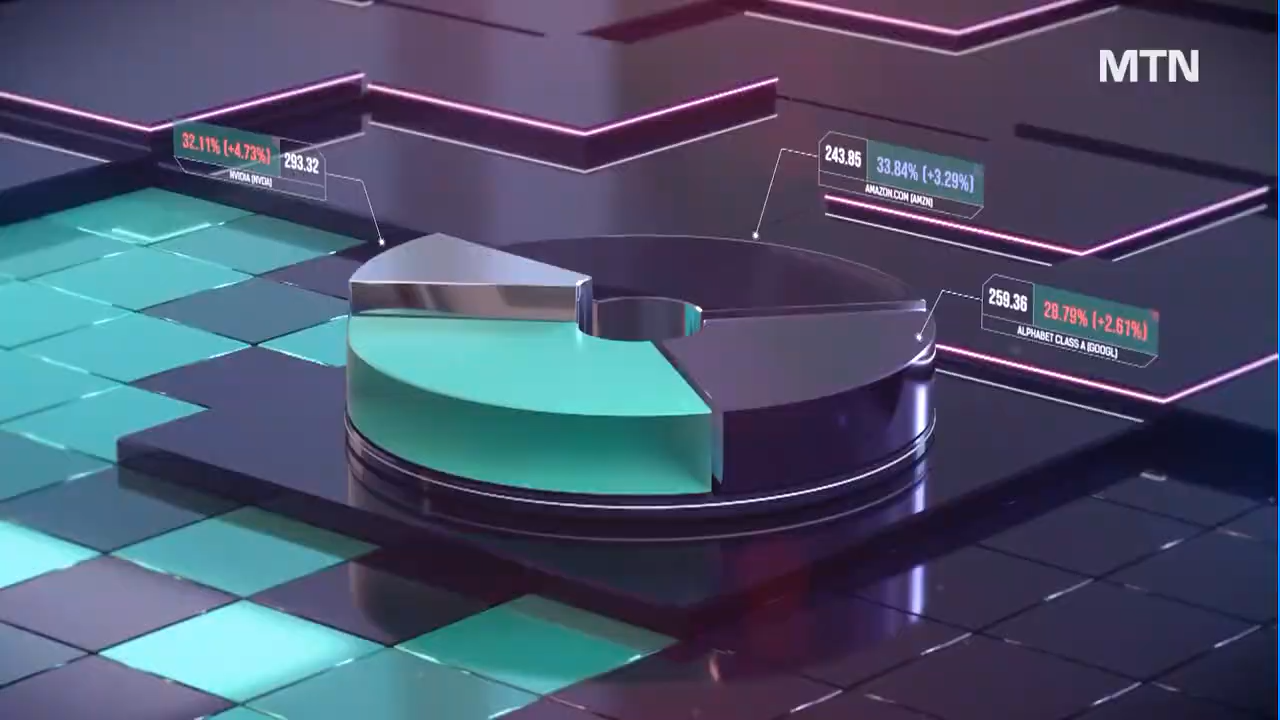 MTN
32.11% (+4.73%) 293.32
NVIDIA (NVDA)
243.85 33.84% (+3.29%)
AMAZON.COM (AMZN)
259.36 28.79% (+2.61%)
ALPHABET CLASS A (GOOGL)